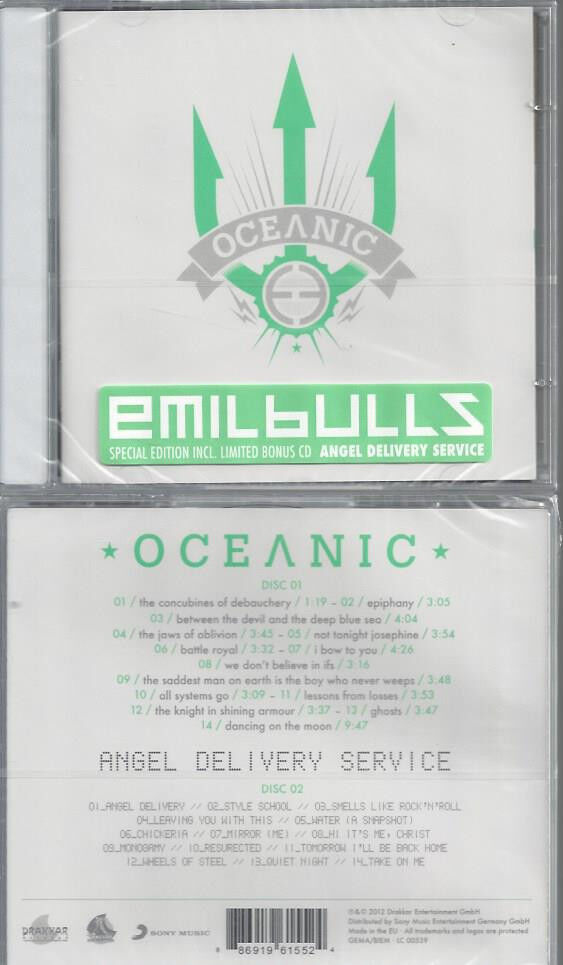 OCEANIC
emilbulls
SPECIAL EDITION INCL. LIMITED BONUS CD ANGEL DELIVERY SERVICE
★ OCEANIC ★
DISC 01
01 / the concubines of debauchery / 1:19 - 02 / epiphany / 3:05
03 / between the devil and the deep blue sea / 4:04
04 / the jaws of oblivion / 3:45 - 05 / not tonight josephine / 3:54
06 / battle royal / 3:32 - 07 / i bow to you / 4:26
08 / we don't believe in ifs / 3:16
09 / the saddest man on earth is the boy who never weeps / 3:48
10 / all systems go / 3:09 - 11 / lessons from losses / 3:53
12 / the knight in shining armour / 3:37 - 13 / ghosts / 3:47
14 / dancing on the moon / 9:47
ANGEL DELIVERY SERVICE
DISC 02
01_ANGEL DELIVERY // 02_STYLE SCHOOL // 03_SMELLS LIKE ROCK'N'ROLL
04_LEAVING YOU WITH THIS // 05_WATER (A SNAPSHOT)
06_CHICKERIA // 07_MIRROR (ME) // 08_HI IT'S ME, CHRIST
09_MONOGAMY // 10_RESURECTED // 11_TOMORROW I'LL BE BACK HOME
12_WHEELS OF STEEL // 13_QUIET NIGHT // 14_TAKE ON ME
DRAKKAR
SONY MUSIC
8 86919 61552 4
℗&© 2012 Drakkar Entertainment GmbH
Distributed by Sony Music Entertainment Germany GmbH
Made in the EU - All trademarks and logos are protected
GEMA/BIEM - LC 00539